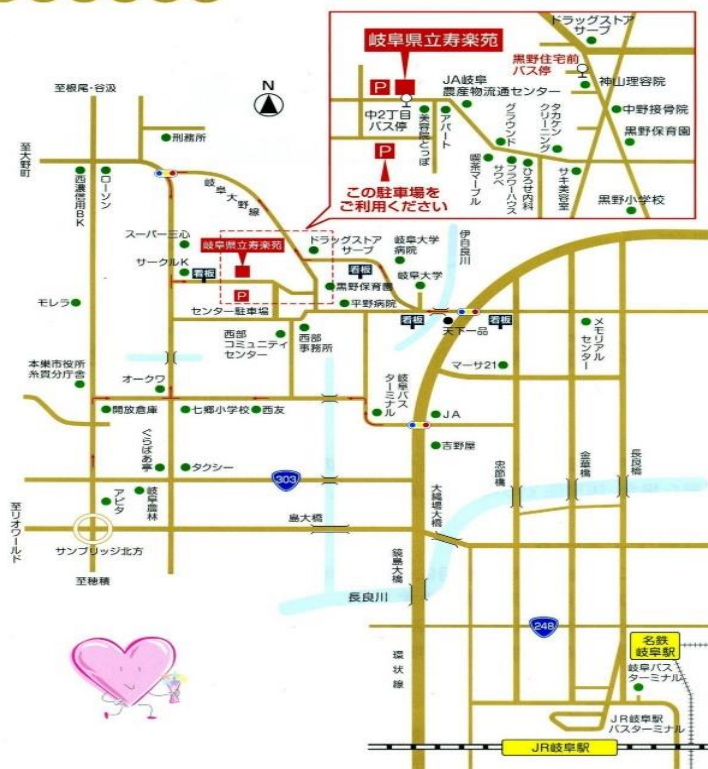 ドラッグストア
サーブ
岐阜県立寿楽苑
黒野住宅前
バス停
P
JA岐阜
農産物流通センター
神山理容院
中2丁目
バス停
美容院とっぽ
アパート
グラウンド
タカケン
クリーニング
中野接骨院
黒野保育園
P
喫茶マーブル
フラワーハウス
サワベ
ひろせ内科
サキ美容室
この駐車場を
ご利用ください
黒野小学校
至根尾・谷汲
N
刑務所
至大野町
西濃信用BK
ローソン
岐阜大野線
伊自良川
スーパー三心
岐阜県立寿楽苑
ドラッグストア
サーブ
岐阜大学
病院
サークルK
看板
看板
岐阜大学
黒野保育園
P
モレラ
センター駐車場
平野病院
看板
看板
天下一品
西部
コミュニティ
センター
西部
事務所
メモリアル
センター
本巣市役所
糸貫分庁舎
マーサ21
オークワ
岐阜バス
ターミナル
開放倉庫
七郷小学校
西友
JA
ぐらばあ亭
タクシー
吉野屋
303
忠節橋
金華橋
長良橋
至リオワールド
アピタ
岐阜農林
大縄場大橋
島大橋
サンブリッジ北方
鏡島大橋
至穂積
長良川
248
環状線
名鉄
岐阜駅
岐阜バス
ターミナル
JR岐阜駅
バスターミナル
JR岐阜駅